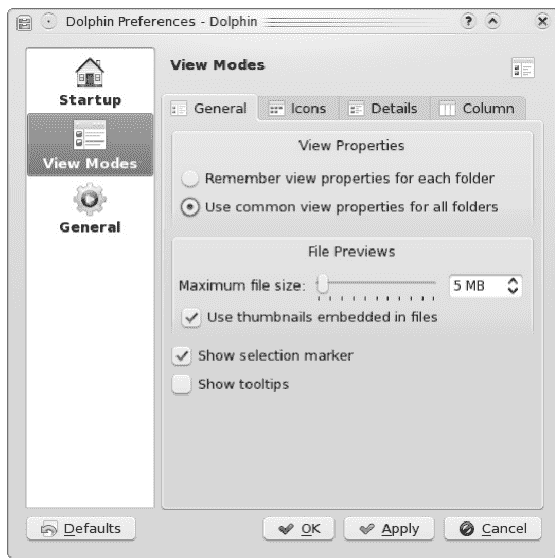 Dolphin Preferences - Dolphin
Startup
View Modes
General
View Modes
General
Icons
Details
Column
View Properties
Remember view properties for each folder
Use common view properties for all folders
File Previews
Maximum file size:
5 MB
Use thumbnails embedded in files
Show selection marker
Show tooltips
Defaults
OK
Apply
Cancel